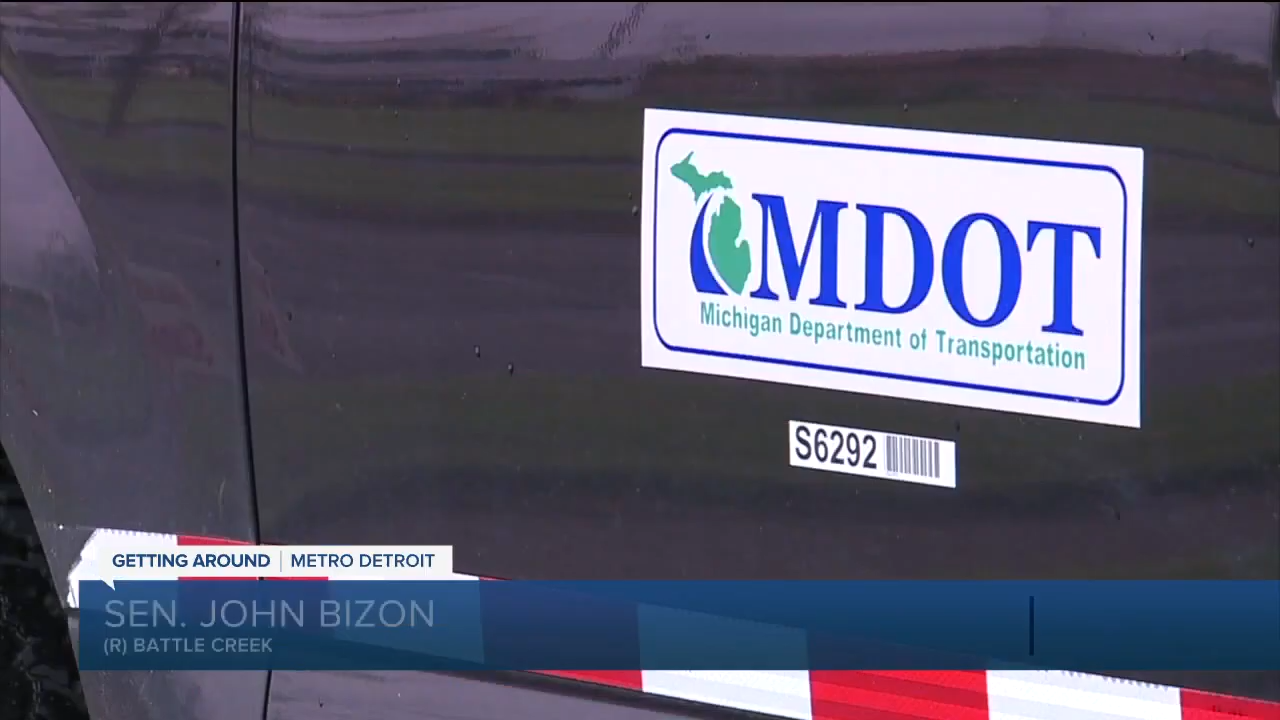 MDOT
Michigan Department of Transportation
S6292
GETTING AROUND | METRO DETROIT
SEN. JOHN BIZON
(R) BATTLE CREEK